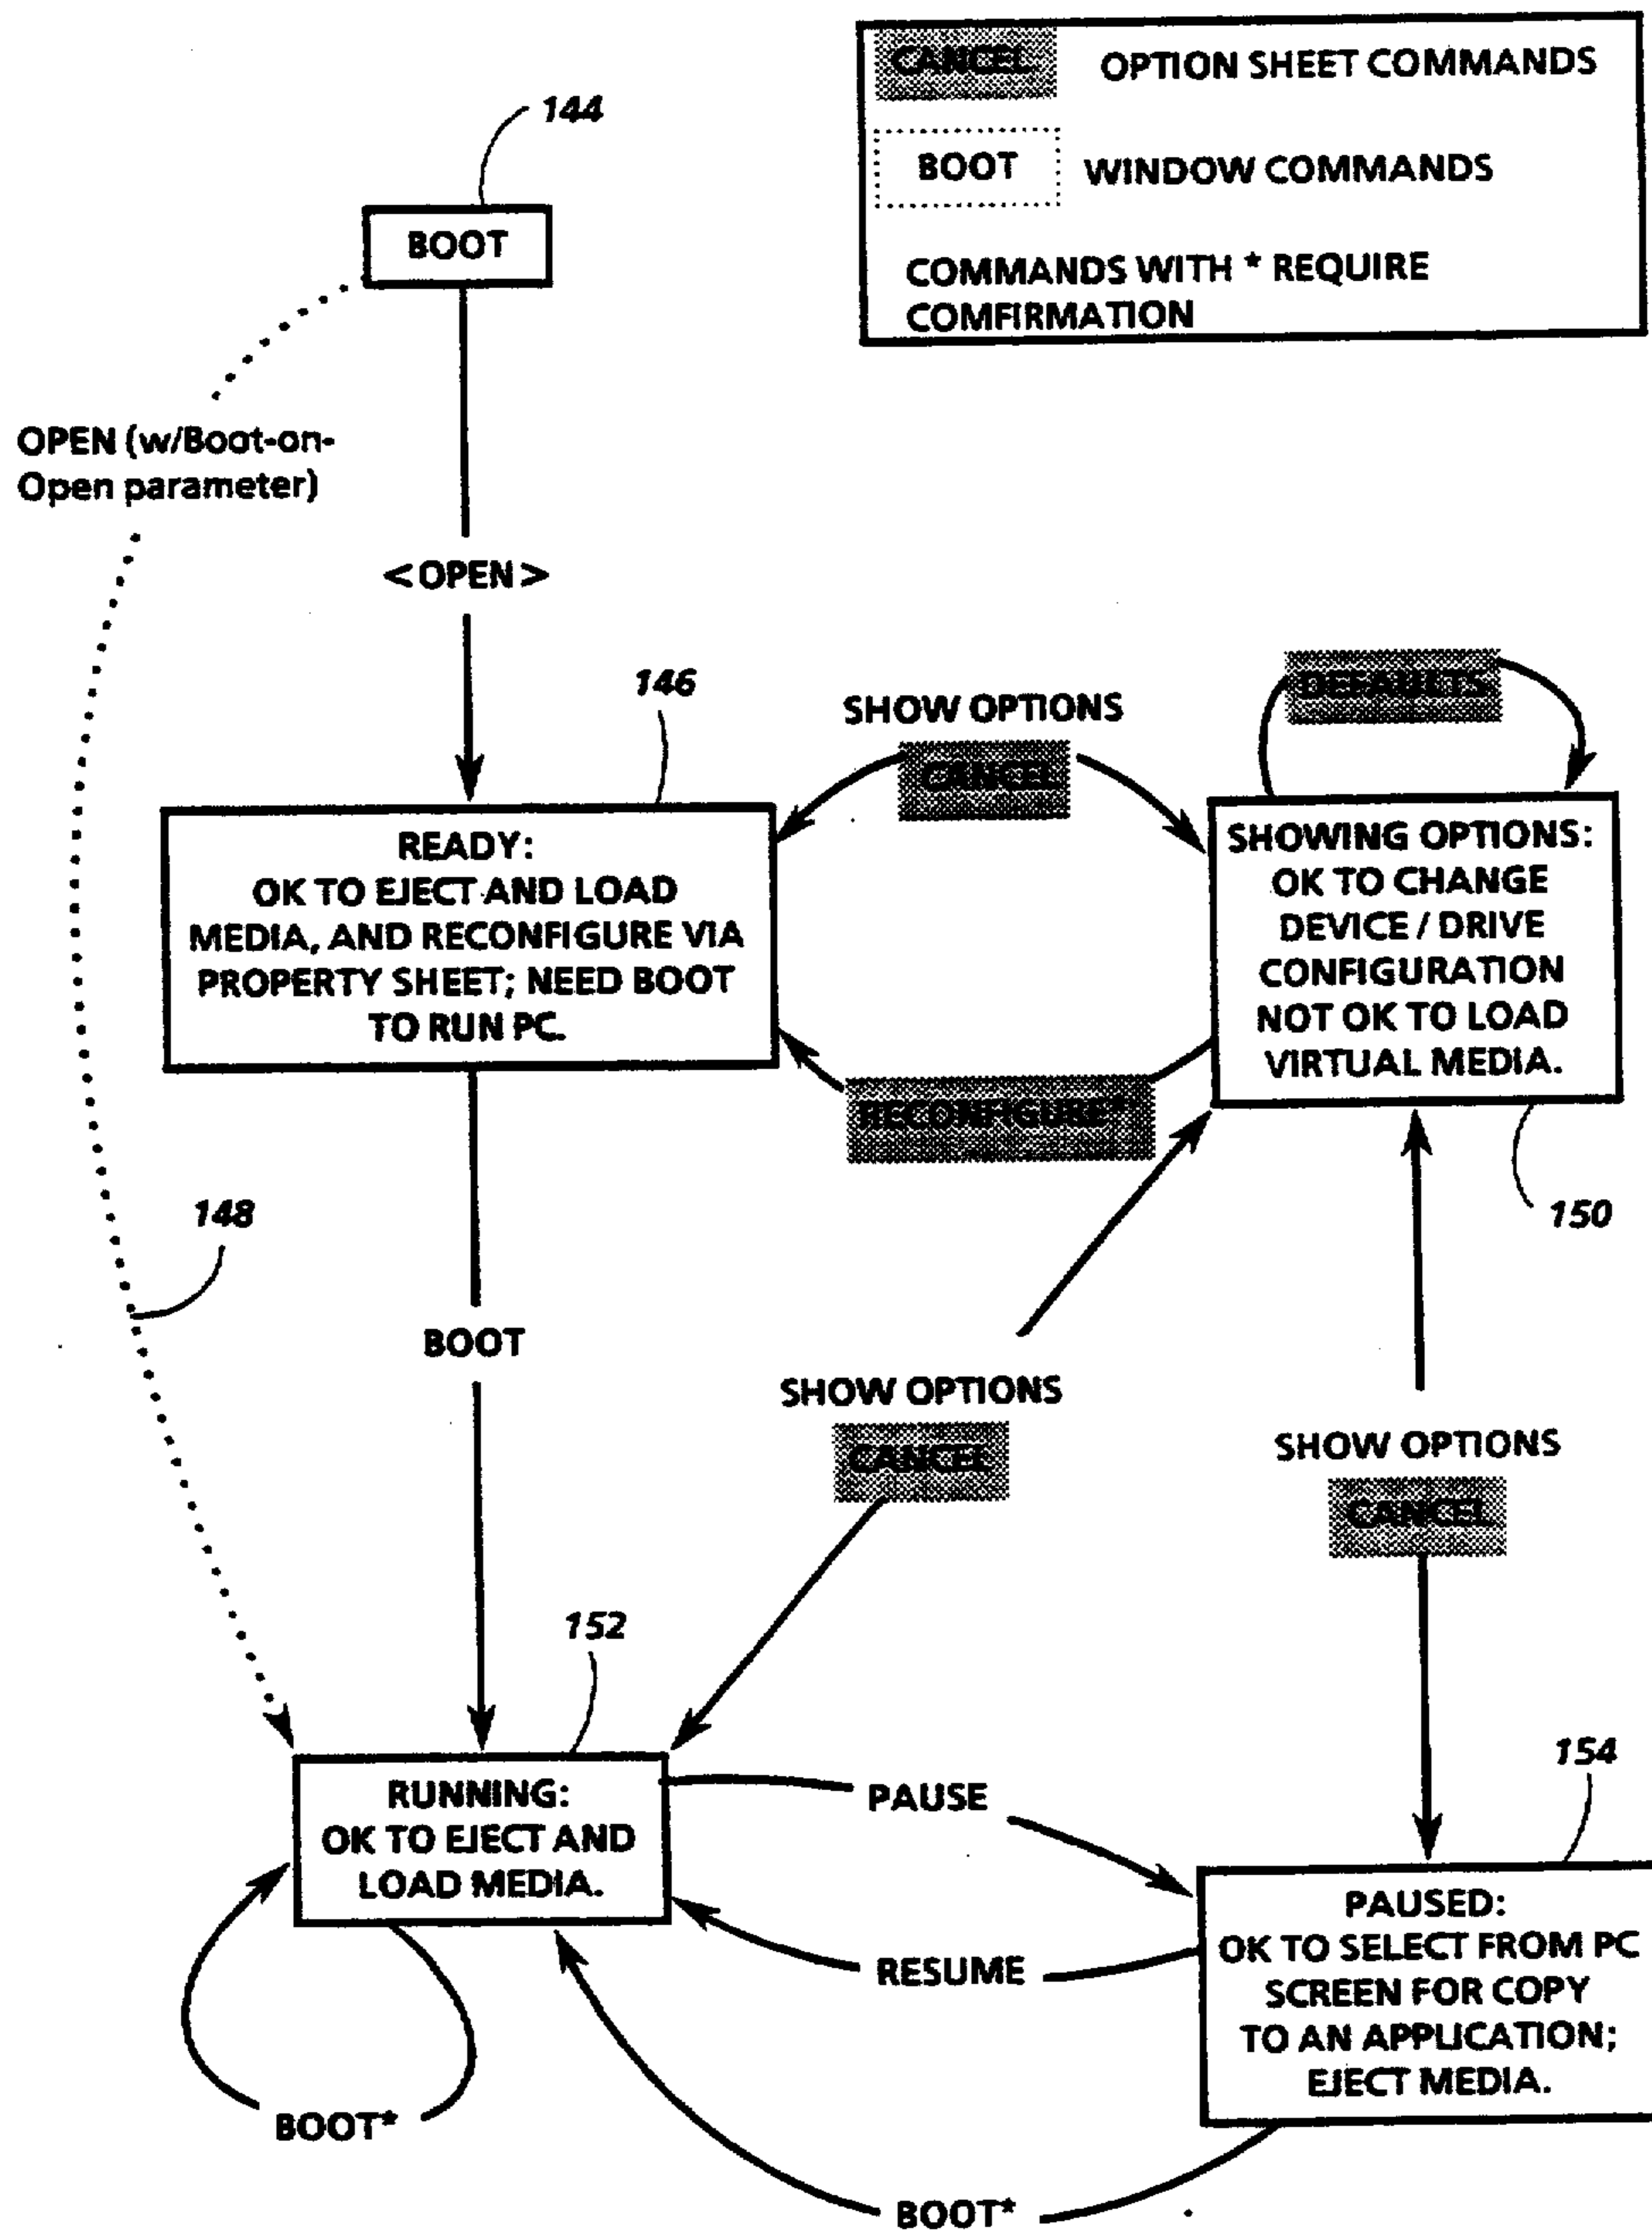 CANCEL OPTION SHEET COMMANDS
BOOT WINDOW COMMANDS
COMMANDS WITH * REQUIRE
COMFIRMATION
144
BOOT
OPEN (w/Boot-on-
Open parameter)
<OPEN>
146
SHOW OPTIONS
CANCEL
DEFAULTS
READY:
OK TO EJECT AND LOAD
MEDIA, AND RECONFIGURE VIA
PROPERTY SHEET; NEED BOOT
TO RUN PC.
SHOWING OPTIONS:
OK TO CHANGE
DEVICE / DRIVE
CONFIGURATION
NOT OK TO LOAD
VIRTUAL MEDIA.
RECONFIGURE*
148
150
BOOT
SHOW OPTIONS
CANCEL
SHOW OPTIONS
CANCEL
152
154
RUNNING:
OK TO EJECT AND
LOAD MEDIA.
PAUSE
RESUME
PAUSED:
OK TO SELECT FROM PC
SCREEN FOR COPY
TO AN APPLICATION;
EJECT MEDIA.
BOOT*
BOOT*